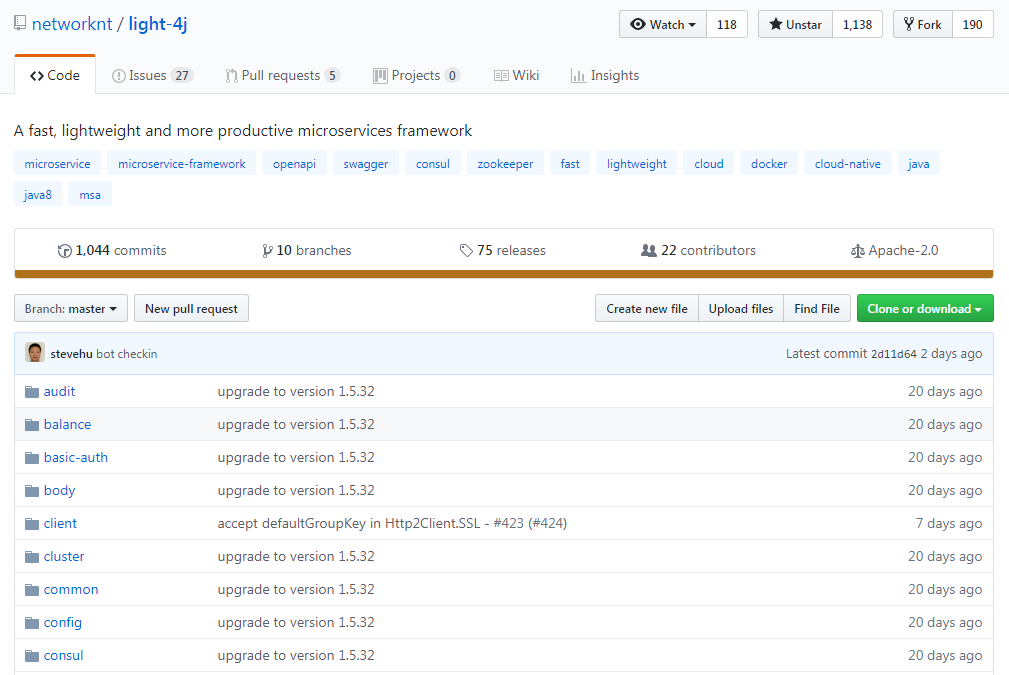 networknt / light-4j Watch 118 Unstar 1,138 Fork 190
Code Issues 27 Pull requests 5 Projects 0 Wiki Insights
A fast, lightweight and more productive microservices framework
microservice microservice-framework openapi swagger consul zookeeper fast lightweight cloud docker cloud-native java
java8 msa
1,044 commits 10 branches 75 releases 22 contributors Apache-2.0
Branch: master New pull request Create new file Upload files Find File Clone or download
stevehu bot checkin Latest commit 2d11d64 2 days ago
audit upgrade to version 1.5.32 20 days ago
balance upgrade to version 1.5.32 20 days ago
basic-auth upgrade to version 1.5.32 20 days ago
body upgrade to version 1.5.32 20 days ago
client accept defaultGroupKey in Http2Client.SSL - #423 (#424) 7 days ago
cluster upgrade to version 1.5.32 20 days ago
common upgrade to version 1.5.32 20 days ago
config upgrade to version 1.5.32 20 days ago
consul upgrade to version 1.5.32 20 days ago